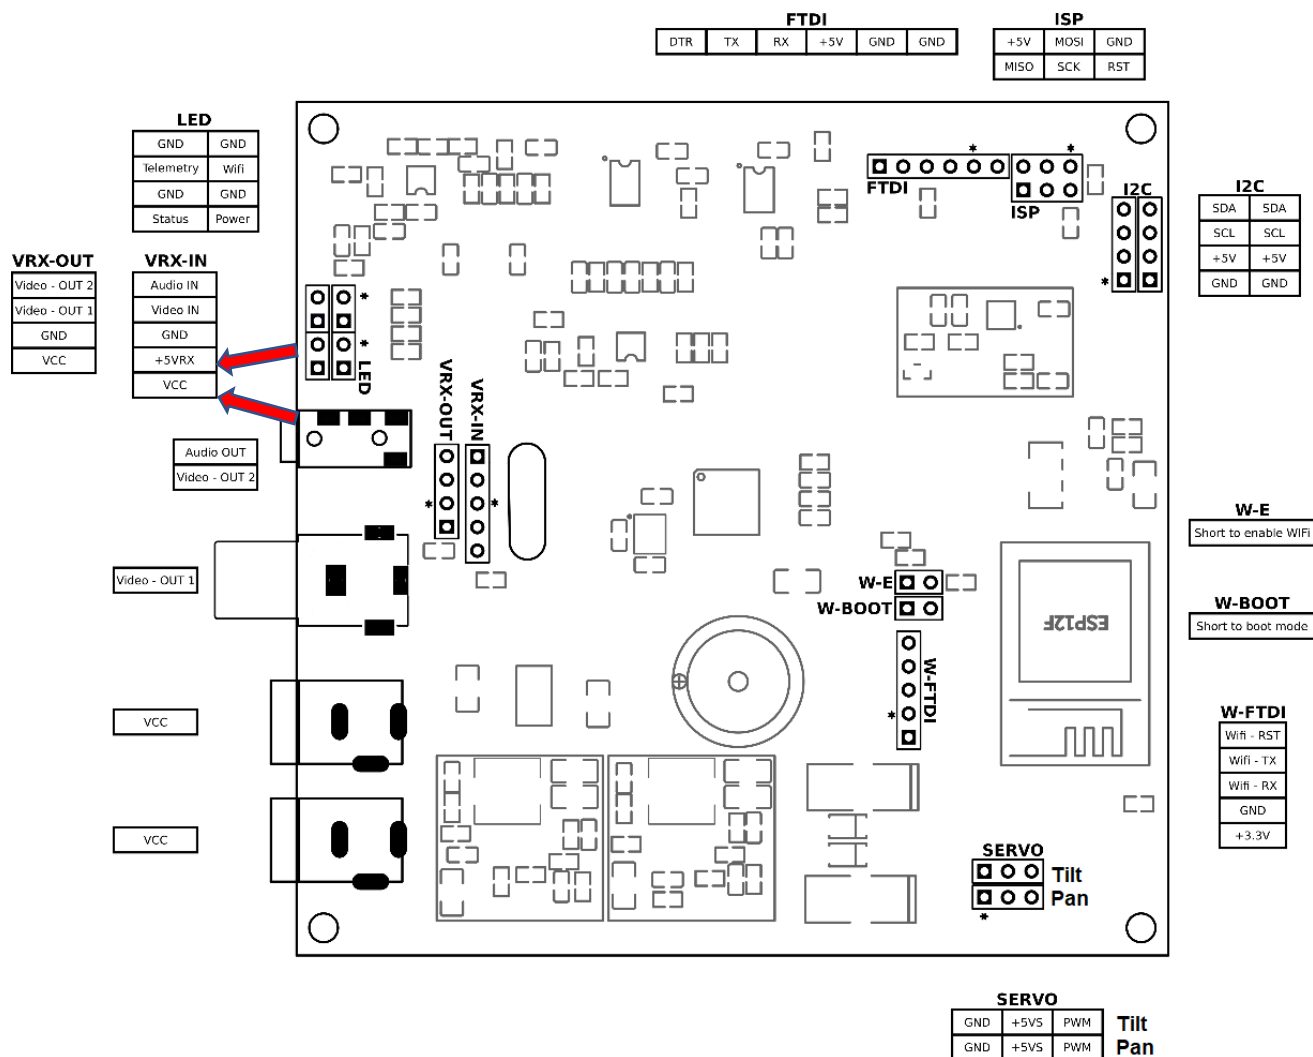 FTDI
DTR TX RX +5V GND GND
ISP
+5V MOSI GND
MISO SCK RST
LED
GND GND
Telemetry Wifi
GND GND
Status Power
VRX-OUT
Video - OUT 2
Video - OUT 1
GND
VCC
VRX-IN
Audio IN
Video IN
GND
+5VRX
VCC
Audio OUT
Video - OUT 2
Video - OUT 1
VCC
VCC
* FTDI
* ISP
* I2C
* * LED
* VRX-OUT
* VRX-IN
W-E
W-BOOT
* W-FTDI
ESP12F
SERVO
Tilt
Pan
*
I2C
SDA SDA
SCL SCL
+5V +5V
GND GND
W-E
Short to enable WIFi
W-BOOT
Short to boot mode
W-FTDI
Wifi - RST
Wifi - TX
Wifi - RX
GND
+3.3V
SERVO
GND +5VS PWM Tilt
GND +5VS PWM Pan